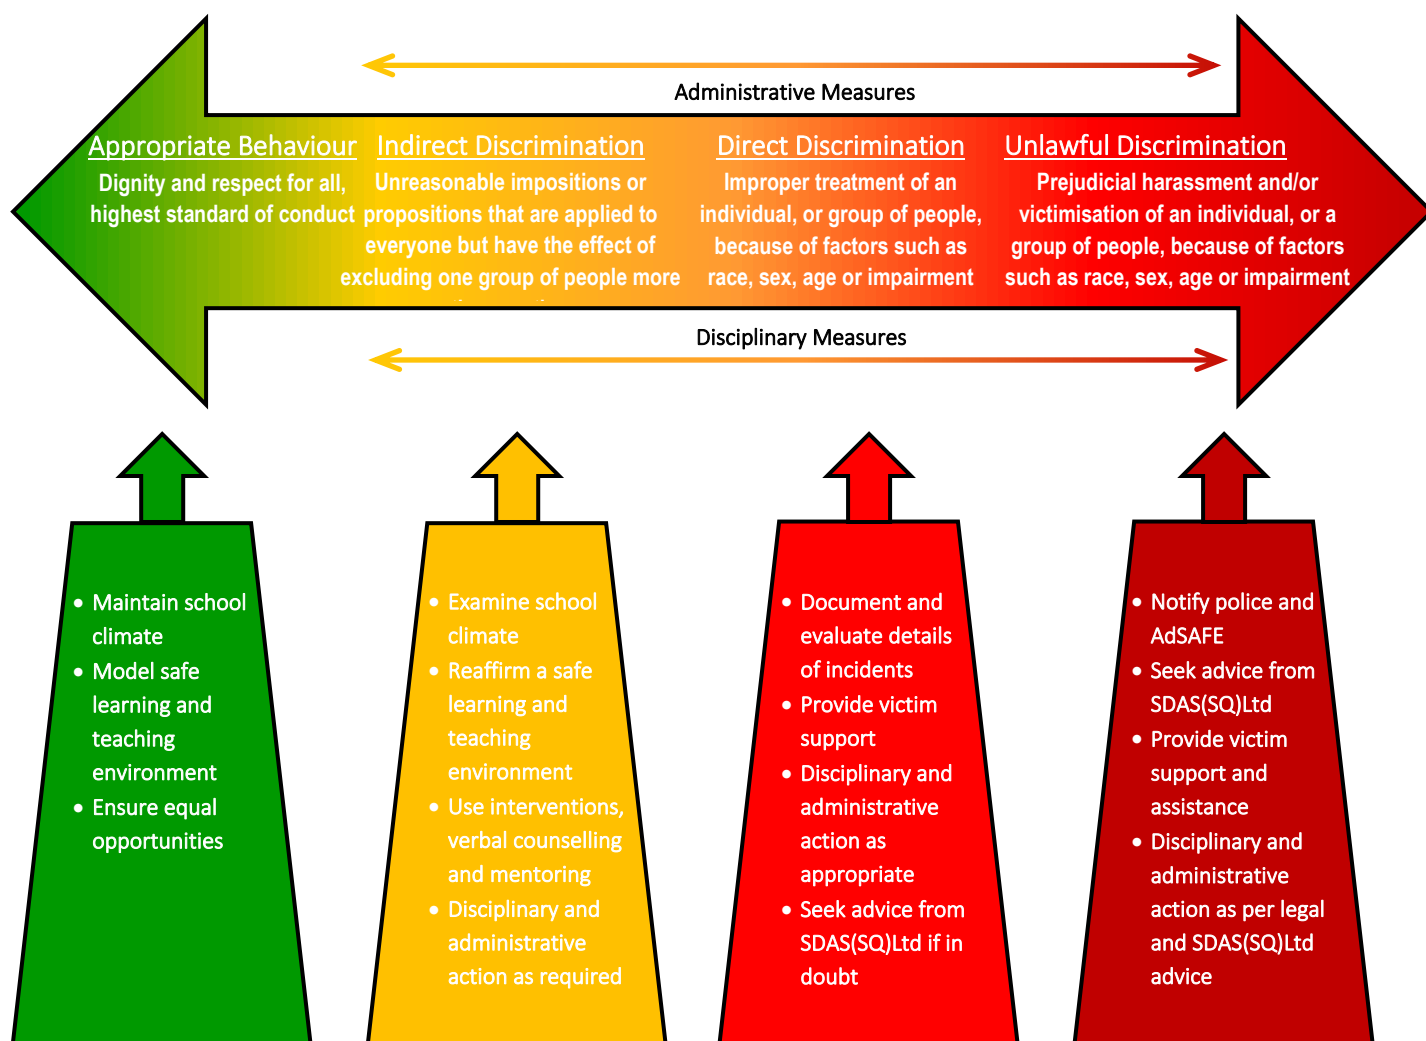 Administrative Measures
Appropriate Behaviour
Dignity and respect for all,
highest standard of conduct
Indirect Discrimination
Unreasonable impositions or
propositions that are applied to
everyone but have the effect of
excluding one group of people more
Direct Discrimination
Improper treatment of an
individual, or group of people,
because of factors such as
race, sex, age or impairment
Unlawful Discrimination
Prejudicial harassment and/or
victimisation of an individual, or a
group of people, because of factors
such as race, sex, age or impairment
Disciplinary Measures
• Maintain school
climate
• Model safe
learning and
teaching
environment
• Ensure equal
opportunities
• Examine school
climate
• Reaffirm a safe
learning and
teaching
environment
• Use interventions,
verbal counselling
and mentoring
• Disciplinary and
administrative
action as required
• Document and
evaluate details
of incidents
• Provide victim
support
• Disciplinary and
administrative
action as
appropriate
• Seek advice from
SDAS(SQ)Ltd if in
doubt
• Notify police and
AdSAFE
• Seek advice from
SDAS(SQ)Ltd
• Provide victim
support and
assistance
• Disciplinary and
administrative
action as per legal
and SDAS(SQ)Ltd
advice